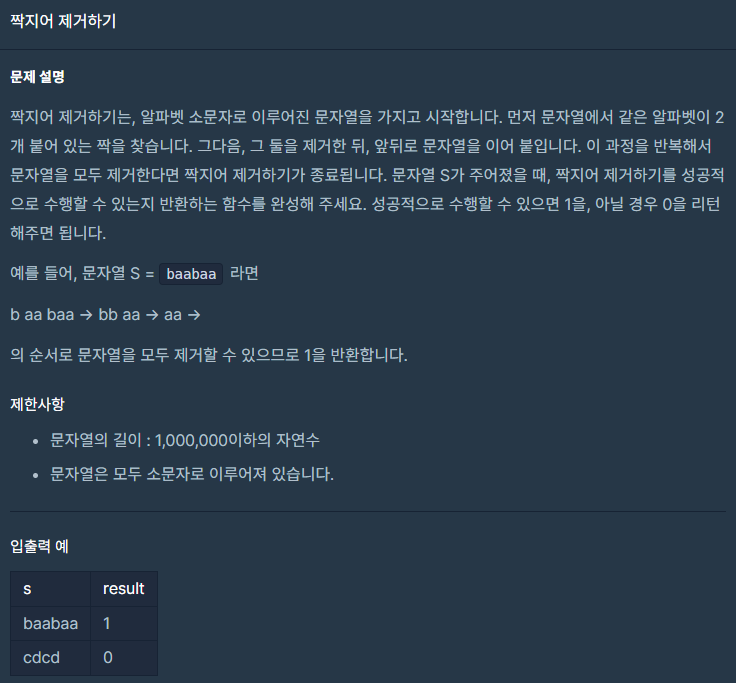 짝지어 제거하기
문제 설명
짝지어 제거하기는, 알파벳 소문자로 이루어진 문자열을 가지고 시작합니다. 먼저 문자열에서 같은 알파벳이 2
개 붙어 있는 짝을 찾습니다. 그다음, 그 둘을 제거한 뒤, 앞뒤로 문자열을 이어 붙입니다. 이 과정을 반복해서
문자열을 모두 제거한다면 짝지어 제거하기가 종료됩니다. 문자열 S가 주어졌을 때, 짝지어 제거하기를 성공적
으로 수행할 수 있는지 반환하는 함수를 완성해 주세요. 성공적으로 수행할 수 있으면 1을, 아닐 경우 0을 리턴
해주면 됩니다.
예를 들어, 문자열 S = baabaa 라면
b aa baa → bb aa → aa →
의 순서로 문자열을 모두 제거할 수 있으므로 1을 반환합니다.
제한사항
• 문자열의 길이 : 1,000,000이하의 자연수
• 문자열은 모두 소문자로 이루어져 있습니다.
입출력 예
s result
baabaa 1
cdcd 0